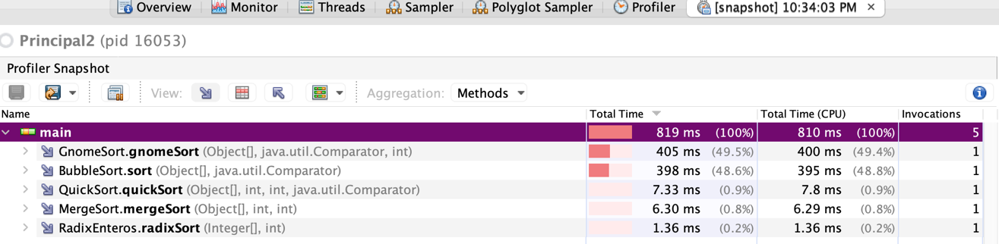 Overview Monitor Threads Sampler Polyglot Sampler Profiler [snapshot] 10:34:03 PM ×
Principal2 (pid 16053)
Profiler Snapshot
View: Aggregation: Methods
Name Total Time Total Time (CPU) Invocations
main 819 ms (100%) 810 ms (100%) 5
GnomeSort.gnomeSort (Object[], java.util.Comparator, int) 405 ms (49.5%) 400 ms (49.4%) 1
BubbleSort.sort (Object[], java.util.Comparator) 398 ms (48.6%) 395 ms (48.8%) 1
QuickSort.quickSort (Object[], int, int, java.util.Comparator) 7.33 ms (0.9%) 7.8 ms (0.9%) 1
MergeSort.mergeSort (Object[], int, int) 6.30 ms (0.8%) 6.29 ms (0.8%) 1
RadixEnteros.radixSort (Integer[], int) 1.36 ms (0.2%) 1.36 ms (0.2%) 1